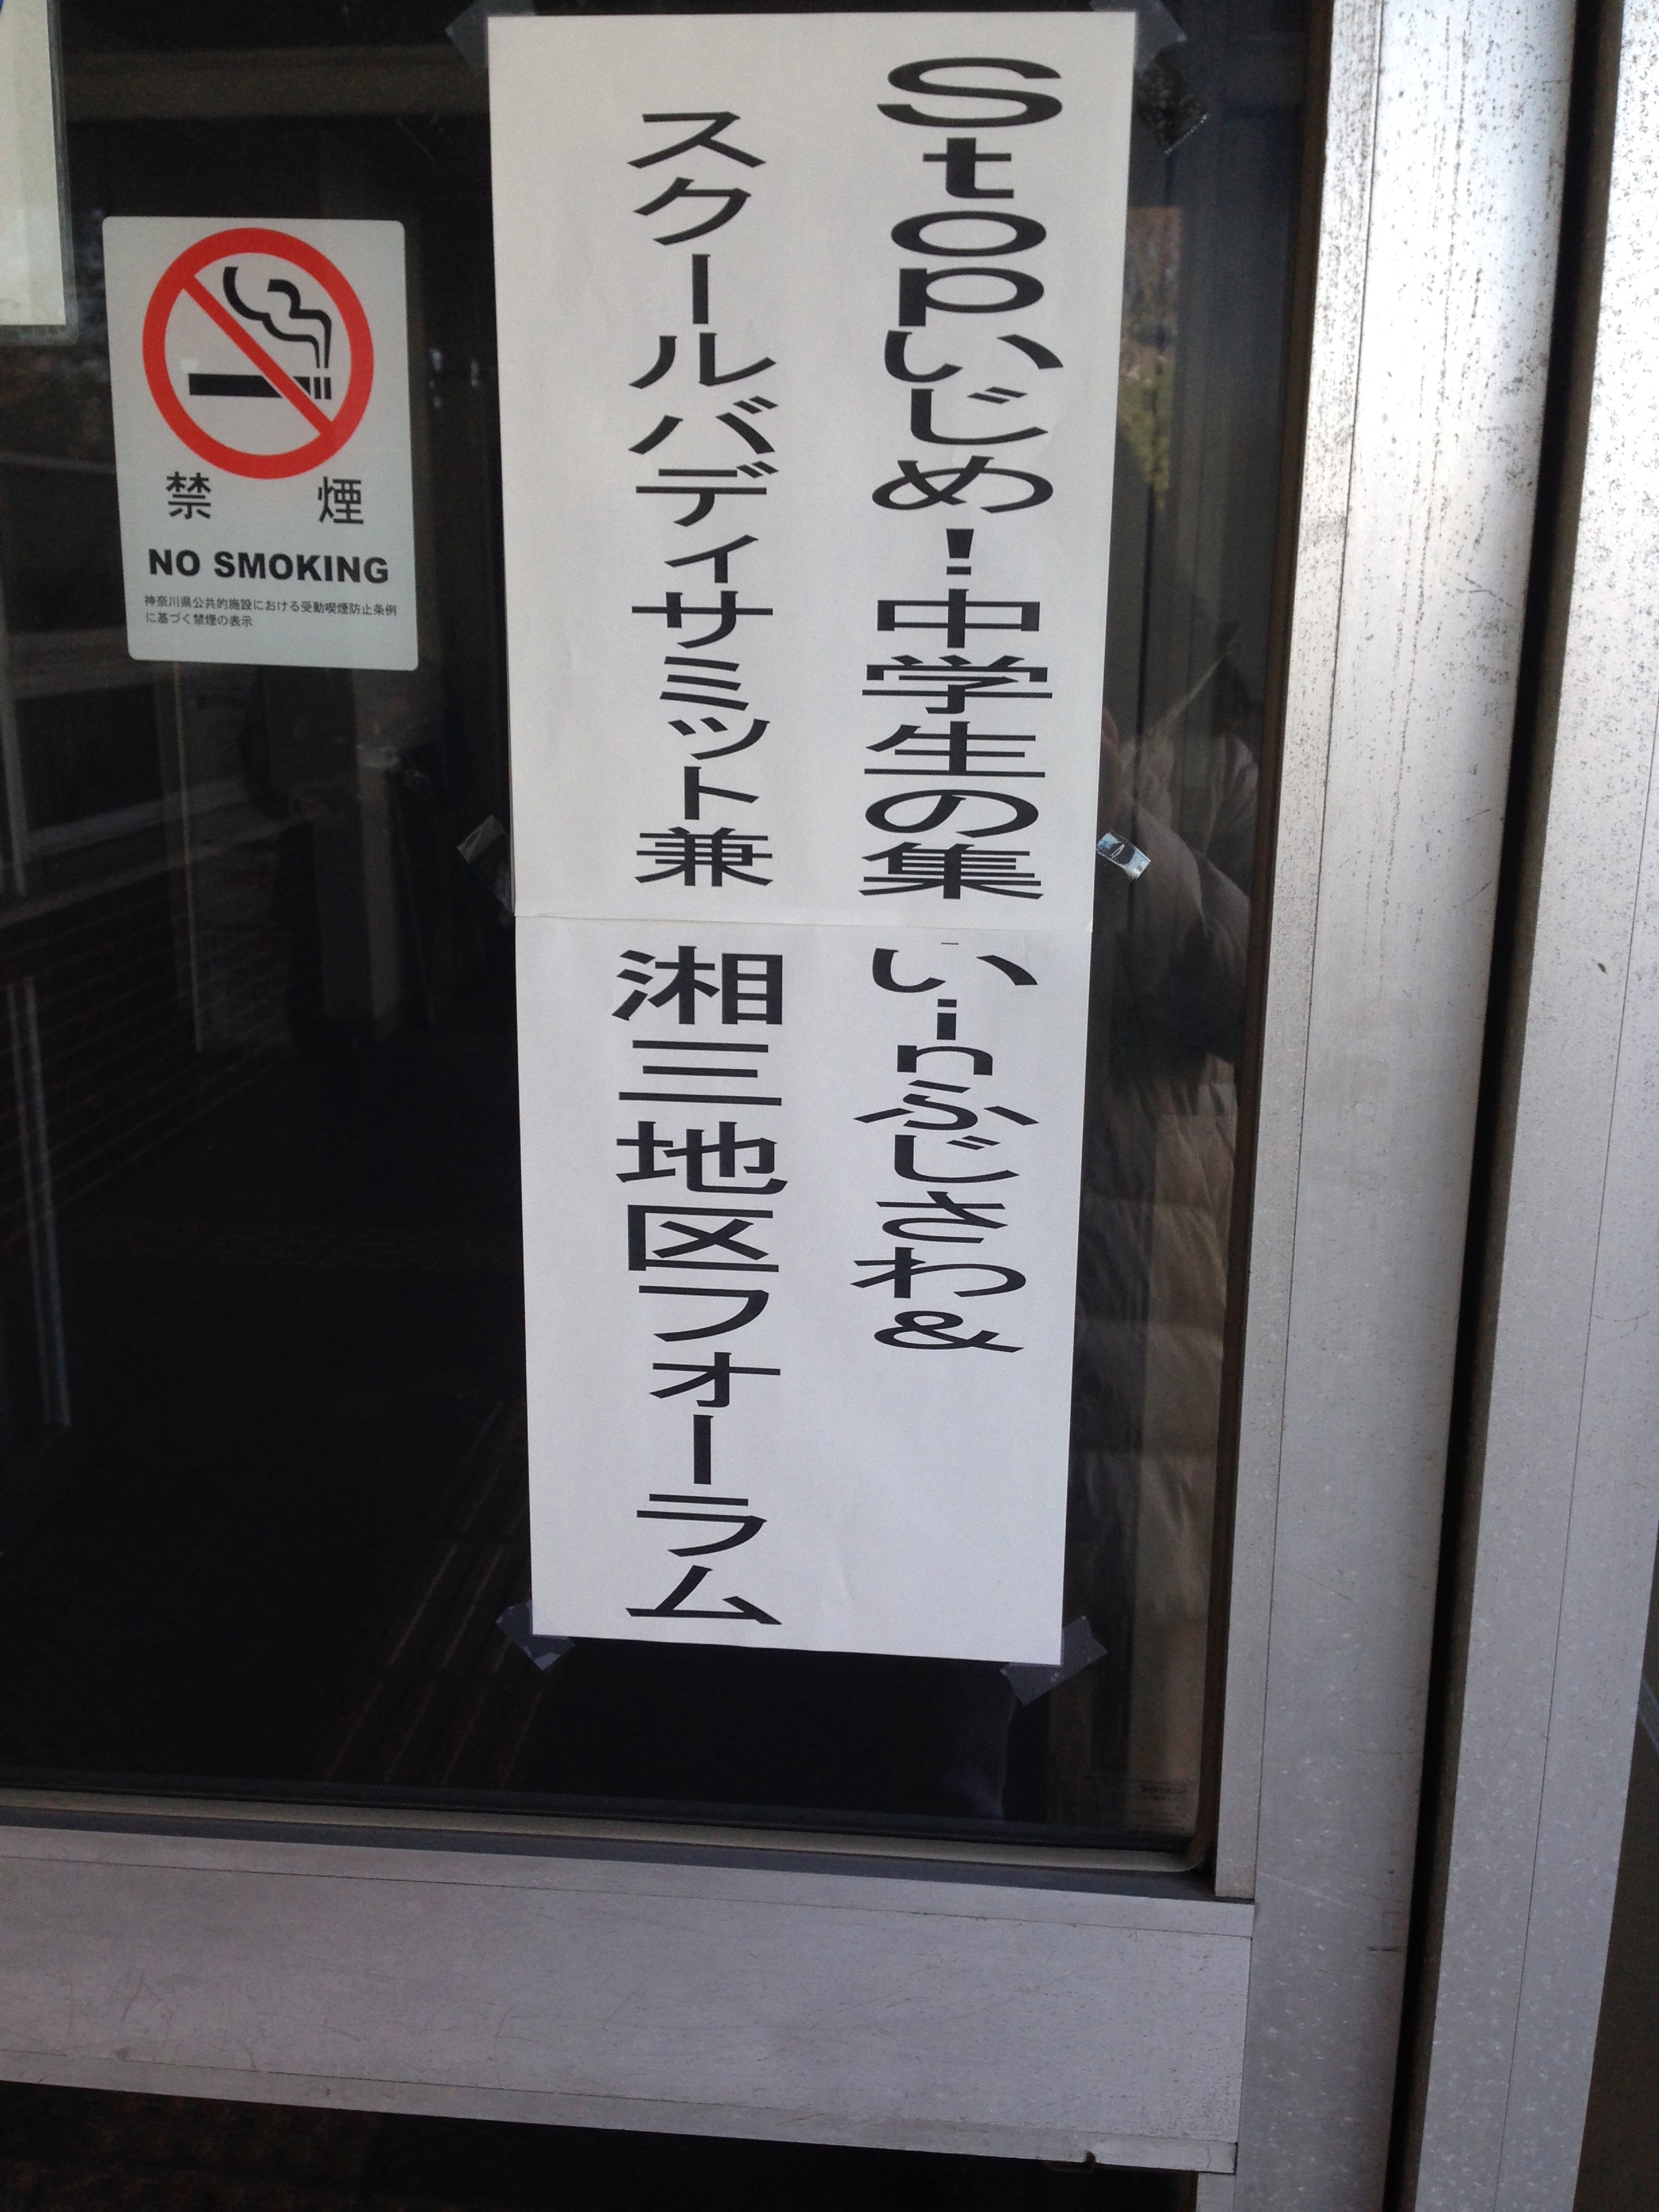 Stopいじめ!中学生の集いinふじさわ&
スクールバディサミット兼湘三地区フォーラム
禁煙
NO SMOKING
神奈川県公共的施設における受動喫煙防止条例
に基づく禁煙の表示